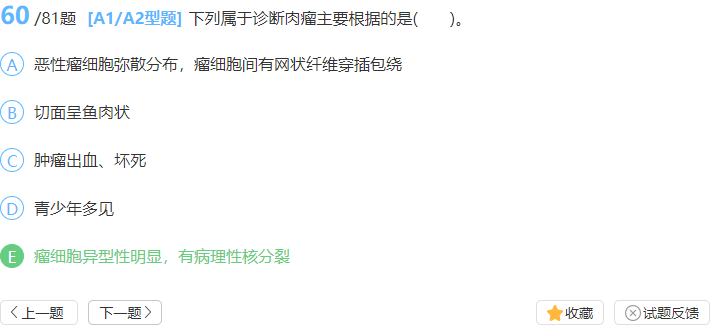 60/81题 [A1/A2型题] 下列属于诊断肉瘤主要根据的是(　　)。
A 恶性瘤细胞弥散分布，瘤细胞间有网状纤维穿插包绕
B 切面呈鱼肉状
C 肿瘤出血、坏死
D 青少年多见
E 瘤细胞异型性明显，有病理性核分裂
上一题 下一题 收藏 试题反馈